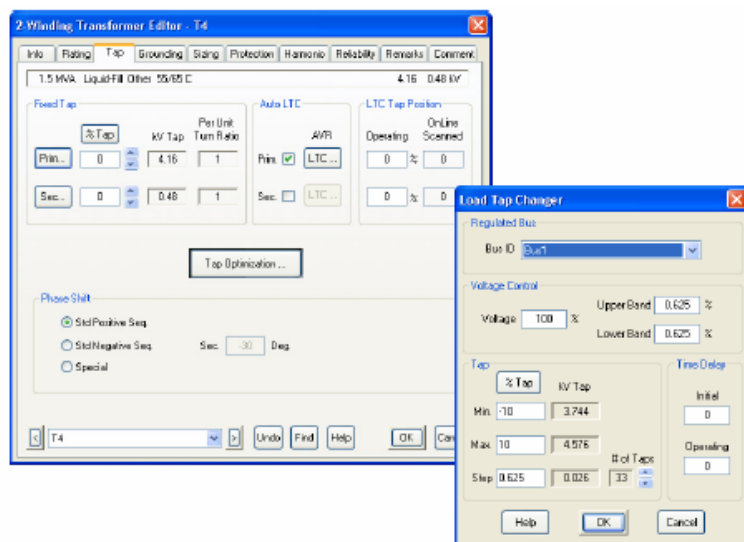 2-Winding Transformer Editor - T4
Info Rating Tap Grounding Sizing Protection Harmonic Reliability Remarks Comment
1.5 MVA Liquid-Fill Other 55/65 C 4.16 0.48 kV
Fixed Tap
% Tap kV Tap Per Unit Turn Ratio
Prim... 0 4.16 1
Sec... 0 0.48 1
Auto LTC
AVR
Prim. LTC ...
Sec. LTC ...
LTC Tap Position
Operating OnLine Scanned
0 % 0
0 % 0
Tap Optimization ...
Phase Shift
Std Positive Seq.
Std Negative Seq. Sec. -30 Deg.
Special
< T4 > Undo Find Help OK Can
Load Tap Changer
Regulated Bus
Bus ID Bus1
Voltage Control
Voltage 100 %
Upper Band 0.625 %
Lower Band 0.625 %
Tap
% Tap kV Tap
Min. -10 3.744
Max. 10 4.576
# of Taps
Step 0.625 0.026 33
Time Delay
Initial
0
Operating
0
Help OK Cancel